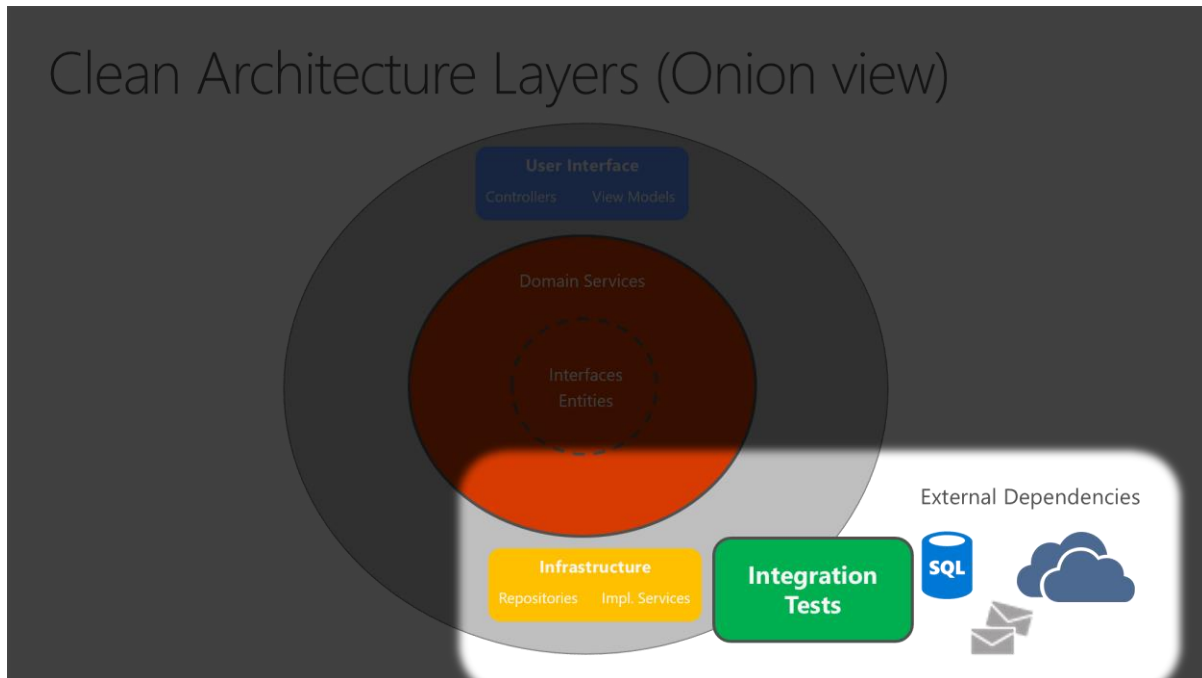 Clean Architecture Layers (Onion view)
User Interface
Controllers View Models
Domain Services
Interfaces
Entities
External Dependencies
SQL
Infrastructure
Repositories Impl. Services
Integration
Tests